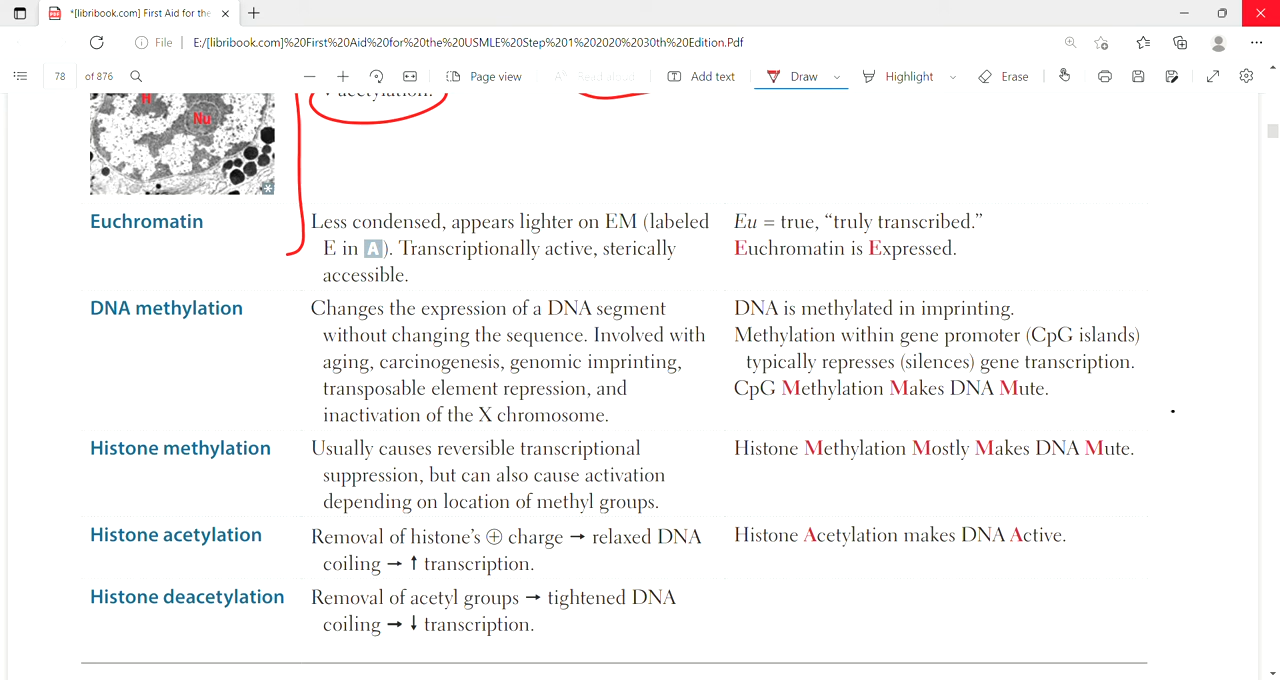 *[libribook.com] First Aid for the
File
E:/[libribook.com]%20First%20Aid%20for%20the%20USMLE%20Step%201%202020%2030th%20Edition.Pdf
78 of 876
Page view
Read aloud
Add text
Draw
Highlight
Erase
H
Nu
acetylation.
Euchromatin
Less condensed, appears lighter on EM (labeled
E in A). Transcriptionally active, sterically
accessible.
Eu = true, “truly transcribed.”
Euchromatin is Expressed.
DNA methylation
Changes the expression of a DNA segment
without changing the sequence. Involved with
aging, carcinogenesis, genomic imprinting,
transposable element repression, and
inactivation of the X chromosome.
DNA is methylated in imprinting.
Methylation within gene promoter (CpG islands)
typically represses (silences) gene transcription.
CpG Methylation Makes DNA Mute.
Histone methylation
Usually causes reversible transcriptional
suppression, but can also cause activation
depending on location of methyl groups.
Histone Methylation Mostly Makes DNA Mute.
Histone acetylation
Removal of histone’s ⊕ charge → relaxed DNA
coiling → ↑ transcription.
Histone Acetylation makes DNA Active.
Histone deacetylation
Removal of acetyl groups → tightened DNA
coiling → ↓ transcription.